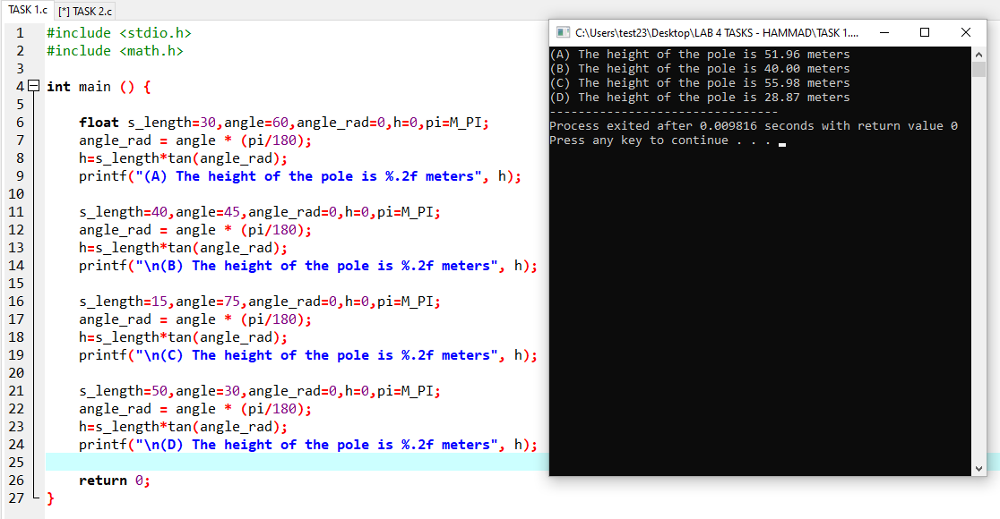 TASK 1.c [*] TASK 2.c
1 #include <stdio.h>
2 #include <math.h>
3
4 int main () {
5
6 float s_length=30,angle=60,angle_rad=0,h=0,pi=M_PI;
7 angle_rad = angle * (pi/180);
8 h=s_length*tan(angle_rad);
9 printf("(A) The height of the pole is %.2f meters", h);
10
11 s_length=40,angle=45,angle_rad=0,h=0,pi=M_PI;
12 angle_rad = angle * (pi/180);
13 h=s_length*tan(angle_rad);
14 printf("\n(B) The height of the pole is %.2f meters", h);
15
16 s_length=15,angle=75,angle_rad=0,h=0,pi=M_PI;
17 angle_rad = angle * (pi/180);
18 h=s_length*tan(angle_rad);
19 printf("\n(C) The height of the pole is %.2f meters", h);
20
21 s_length=50,angle=30,angle_rad=0,h=0,pi=M_PI;
22 angle_rad = angle * (pi/180);
23 h=s_length*tan(angle_rad);
24 printf("\n(D) The height of the pole is %.2f meters", h);
25
26 return 0;
27 }
C:\Users\test23\Desktop\LAB 4 TASKS - HAMMAD\TASK 1....
(A) The height of the pole is 51.96 meters
(B) The height of the pole is 40.00 meters
(C) The height of the pole is 55.98 meters
(D) The height of the pole is 28.87 meters
--------------------------------
Process exited after 0.009816 seconds with return value 0
Press any key to continue . . .